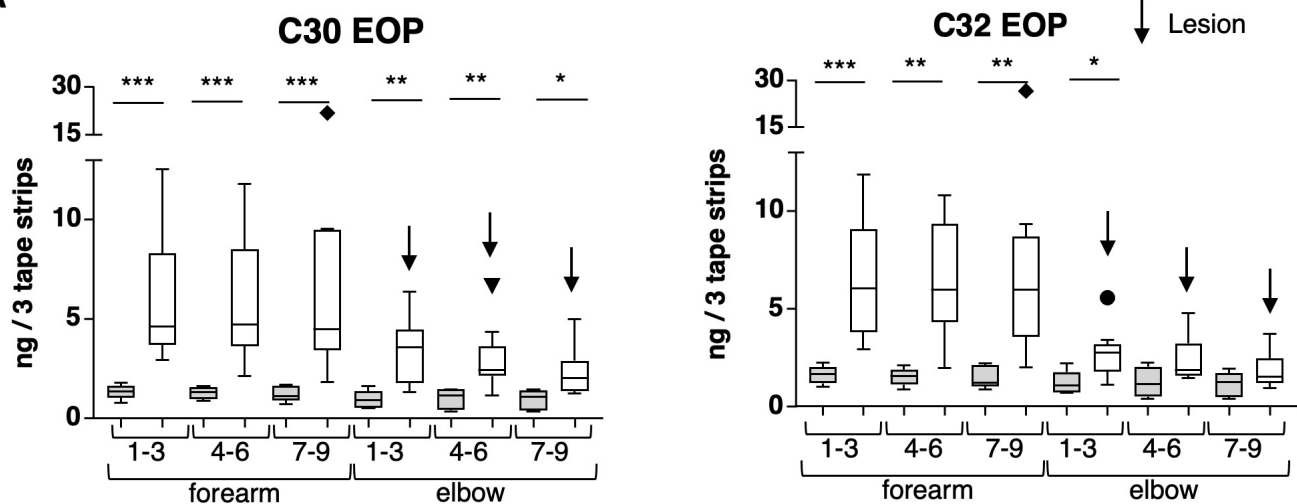 C30 EOP
*** *** *** ** ** *
30
15
10
5
0
ng / 3 tape strips
1-3 4-6 7-9 1-3 4-6 7-9
forearm elbow
C32 EOP
Lesion
*** ** ** *
30
15
10
5
0
ng / 3 tape strips
1-3 4-6 7-9 1-3 4-6 7-9
forearm elbow